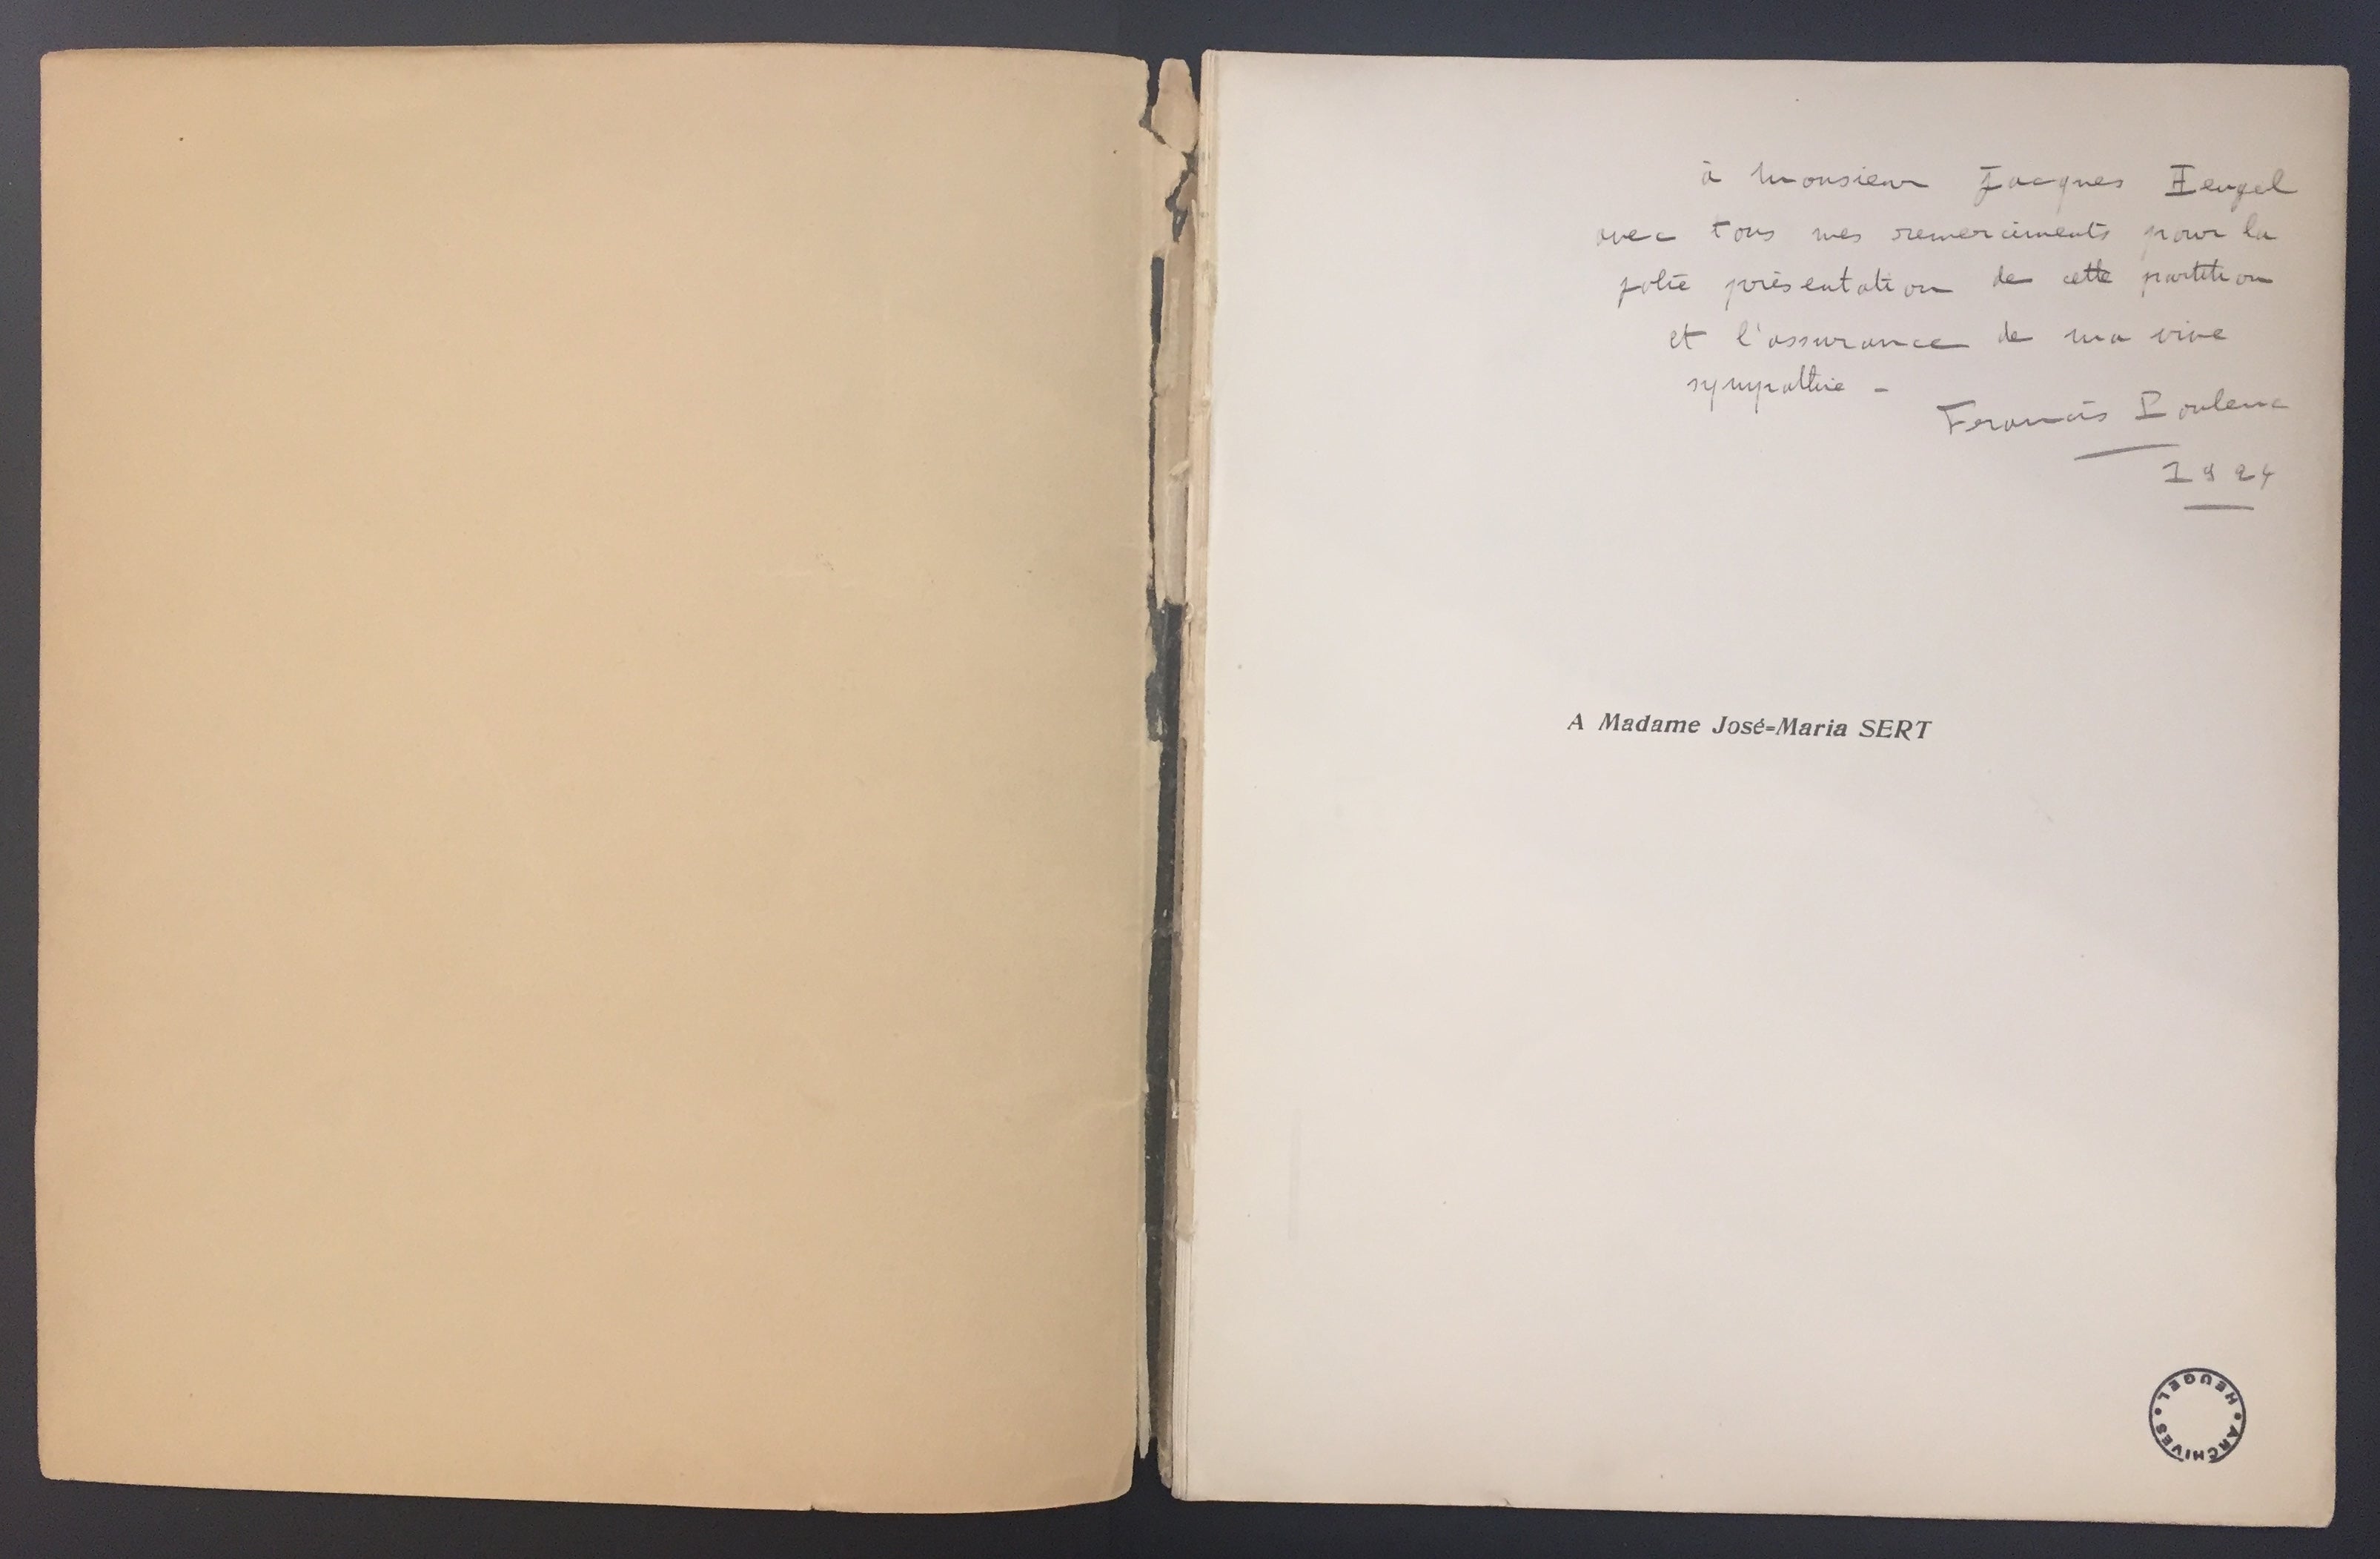 à Monsieur Jacques Heugel
avec tous mes remerciments pour la
jolie présentation de cette partition
et l'assurance de ma vive
sympathie -
Francis Poulenc
1924
A Madame José=Maria SERT
HEUGEL • ARCHIVES •